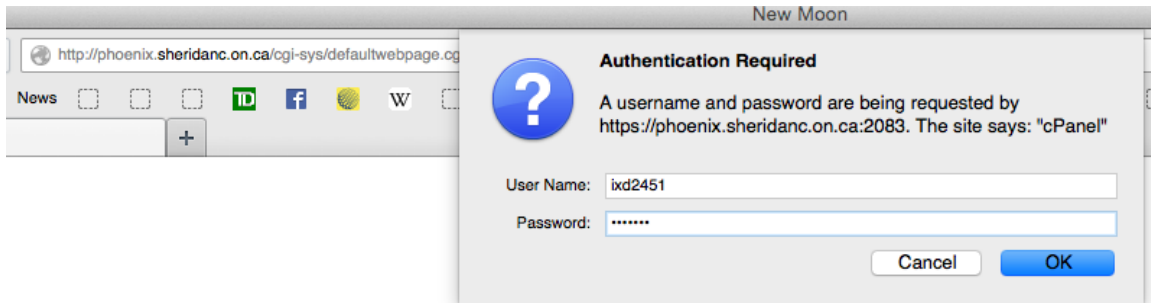 New Moon
http://phoenix.sheridanc.on.ca/cgi-sys/defaultwebpage.cg
News
TD
f
W
+
?
Authentication Required
A username and password are being requested by
https://phoenix.sheridanc.on.ca:2083. The site says: "cPanel"
User Name: ixd2451
Password: •••••••
Cancel OK